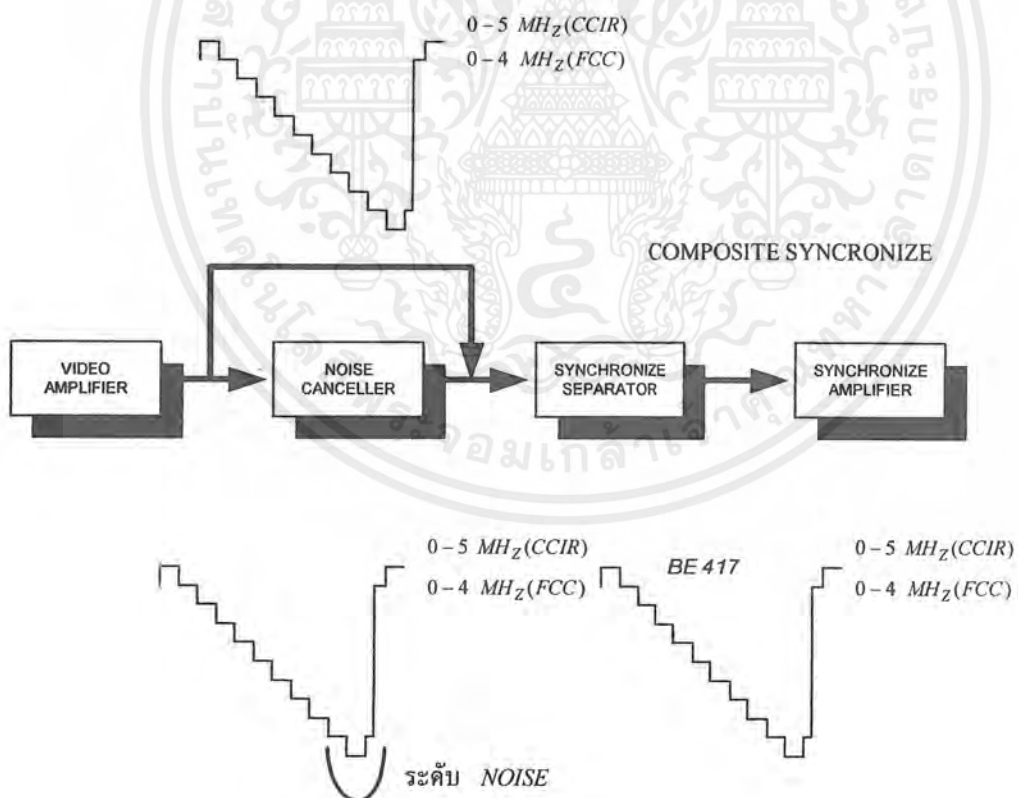 0–5 MHZ(CCIR)
0–4 MHZ(FCC)
COMPOSITE SYNCRONIZE
VIDEO
AMPLIFIER
NOISE
CANCELLER
SYNCHRONIZE
SEPARATOR
SYNCHRONIZE
AMPLIFIER
0–5 MHZ(CCIR)
0–4 MHZ(FCC)
BE 417
0–5 MHZ(CCIR)
0–4 MHZ(FCC)
ระดับ NOISE